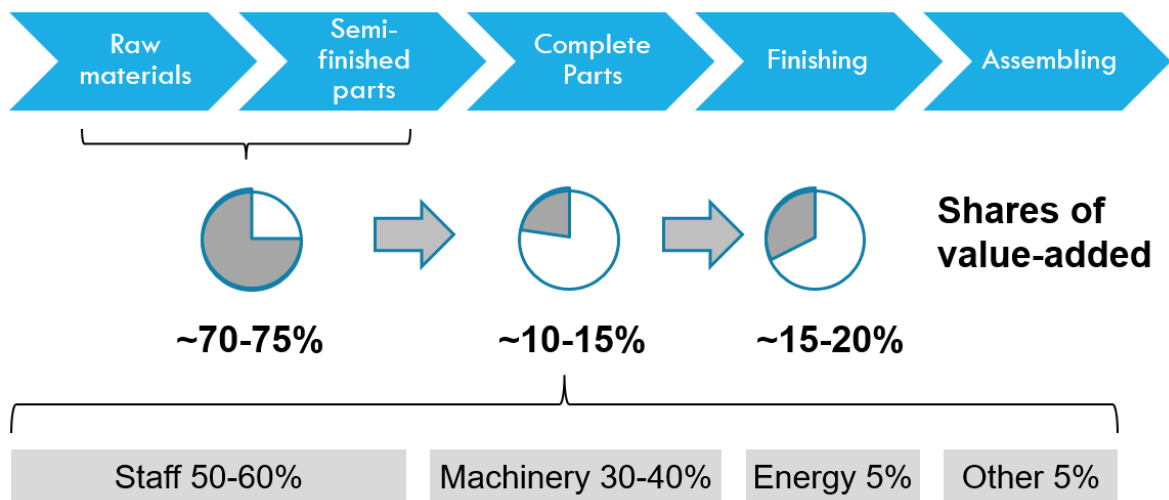 Raw
materials
Semi-
finished
parts
Complete
Parts
Finishing
Assembling
Shares of
value-added
~70-75%
~10-15%
~15-20%
Staff 50-60%
Machinery 30-40%
Energy 5%
Other 5%